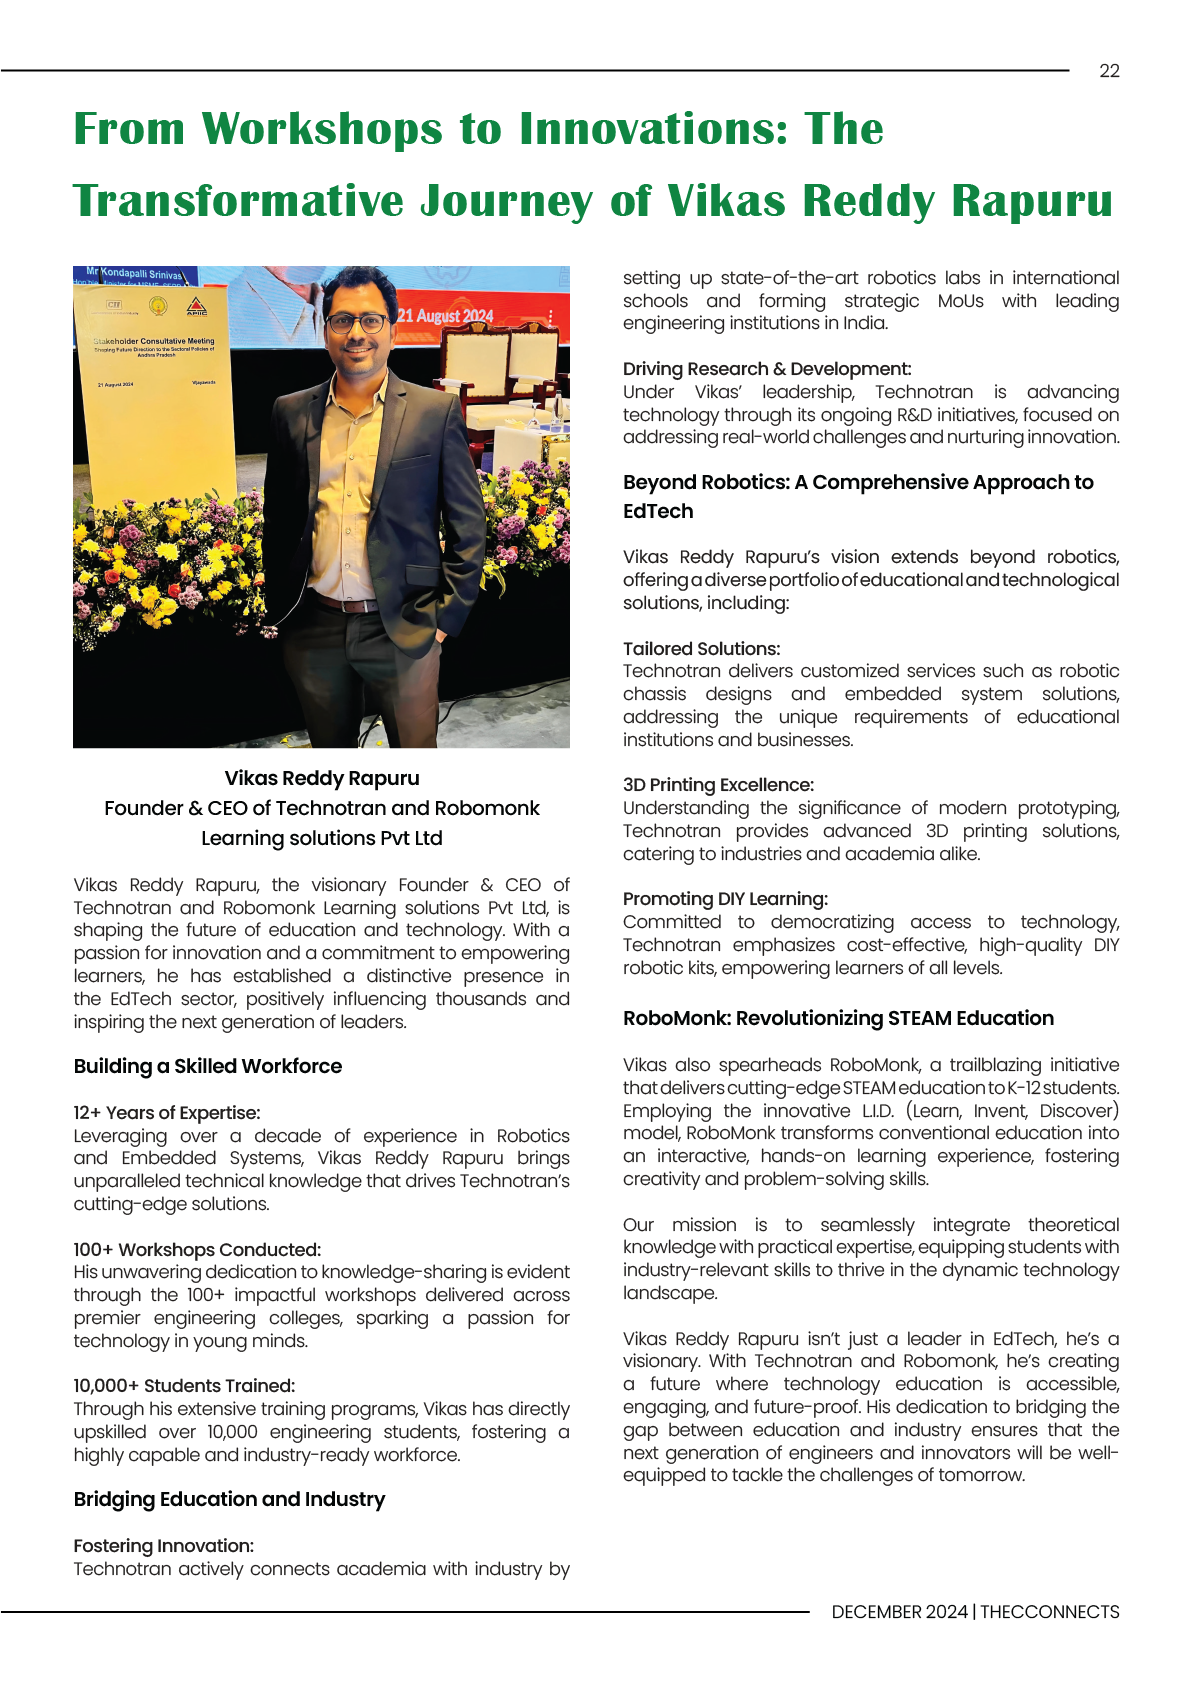 22
From Workshops to Innovations: The
Transformative Journey of Vikas Reddy Rapuru
Mr Kondapalli Srinivas
21 August 2024
CII
APIIC
Stakeholder Consultative Meeting
Shaping Future Direction to the Sectoral Policies of
Andhra Pradesh
21 August 2024
Vijayawada
Vikas Reddy Rapuru
Founder & CEO of Technotran and Robomonk
Learning solutions Pvt Ltd
Vikas Reddy Rapuru, the visionary Founder & CEO of
Technotran and Robomonk Learning solutions Pvt Ltd, is
shaping the future of education and technology. With a
passion for innovation and a commitment to empowering
learners, he has established a distinctive presence in
the EdTech sector, positively influencing thousands and
inspiring the next generation of leaders.
Building a Skilled Workforce
12+ Years of Expertise:
Leveraging over a decade of experience in Robotics
and Embedded Systems, Vikas Reddy Rapuru brings
unparalleled technical knowledge that drives Technotran's
cutting-edge solutions.
100+ Workshops Conducted:
His unwavering dedication to knowledge-sharing is evident
through the 100+ impactful workshops delivered across
premier engineering colleges, sparking a passion for
technology in young minds.
10,000+ Students Trained:
Through his extensive training programs, Vikas has directly
upskilled over 10,000 engineering students, fostering a
highly capable and industry-ready workforce.
Bridging Education and Industry
Fostering Innovation:
Technotran actively connects academia with industry by
setting up state-of-the-art robotics labs in international
schools and forming strategic MoUs with leading
engineering institutions in India.
Driving Research & Development:
Under Vikas' leadership, Technotran is advancing
technology through its ongoing R&D initiatives, focused on
addressing real-world challenges and nurturing innovation.
Beyond Robotics: A Comprehensive Approach to
EdTech
Vikas Reddy Rapuru's vision extends beyond robotics,
offering a diverse portfolio of educational and technological
solutions, including:
Tailored Solutions:
Technotran delivers customized services such as robotic
chassis designs and embedded system solutions,
addressing the unique requirements of educational
institutions and businesses.
3D Printing Excellence:
Understanding the significance of modern prototyping,
Technotran provides advanced 3D printing solutions,
catering to industries and academia alike.
Promoting DIY Learning:
Committed to democratizing access to technology,
Technotran emphasizes cost-effective, high-quality DIY
robotic kits, empowering learners of all levels.
RoboMonk: Revolutionizing STEAM Education
Vikas also spearheads RoboMonk, a trailblazing initiative
that delivers cutting-edge STEAM education to K-12 students.
Employing the innovative L.I.D. (Learn, Invent, Discover)
model, RoboMonk transforms conventional education into
an interactive, hands-on learning experience, fostering
creativity and problem-solving skills.
Our mission is to seamlessly integrate theoretical
knowledge with practical expertise, equipping students with
industry-relevant skills to thrive in the dynamic technology
landscape.
Vikas Reddy Rapuru isn't just a leader in EdTech, he's a
visionary. With Technotran and Robomonk, he's creating
a future where technology education is accessible,
engaging, and future-proof. His dedication to bridging the
gap between education and industry ensures that the
next generation of engineers and innovators will be well-
equipped to tackle the challenges of tomorrow.
DECEMBER 2024 | THECCONNECTS